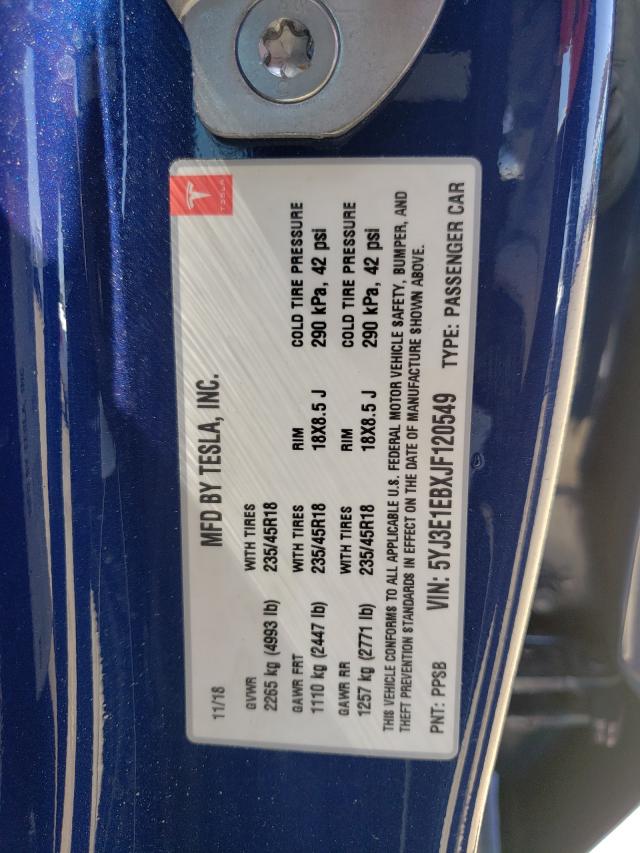 TESLA
11/18 MFD BY TESLA, INC.
GVWR WITH TIRES
2265 kg (4993 lb) 235/45R18
GAWR FRT WITH TIRES RIM COLD TIRE PRESSURE
1110 kg (2447 lb) 235/45R18 18X8.5 J 290 kPa, 42 psi
GAWR RR WITH TIRES RIM COLD TIRE PRESSURE
1257 kg (2771 lb) 235/45R18 18X8.5 J 290 kPa, 42 psi
THIS VEHICLE CONFORMS TO ALL APPLICABLE U.S. FEDERAL MOTOR VEHICLE SAFETY, BUMPER, AND
THEFT PREVENTION STANDARDS IN EFFECT ON THE DATE OF MANUFACTURE SHOWN ABOVE.
PNT: PPSB VIN: 5YJ3E1EBXJF120549 TYPE: PASSENGER CAR